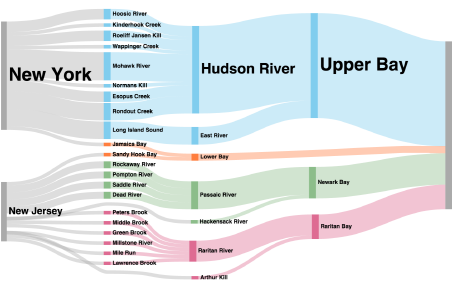 New York
New Jersey
Hoosic River
Kinderhook Creek
Roeliff Jansen Kill
Wappinger Creek
Mohawk River
Normans Kill
Esopus Creek
Rondout Creek
Long Island Sound
Jamaica Bay
Sandy Hook Bay
Rockaway River
Pompton River
Saddle River
Dead River
Peters Brook
Middle Brook
Green Brook
Millstone River
Mile Run
Lawrence Brook
Hudson River
East River
Lower Bay
Passaic River
Hackensack River
Raritan River
Arthur Kill
Upper Bay
Newark Bay
Raritan Bay